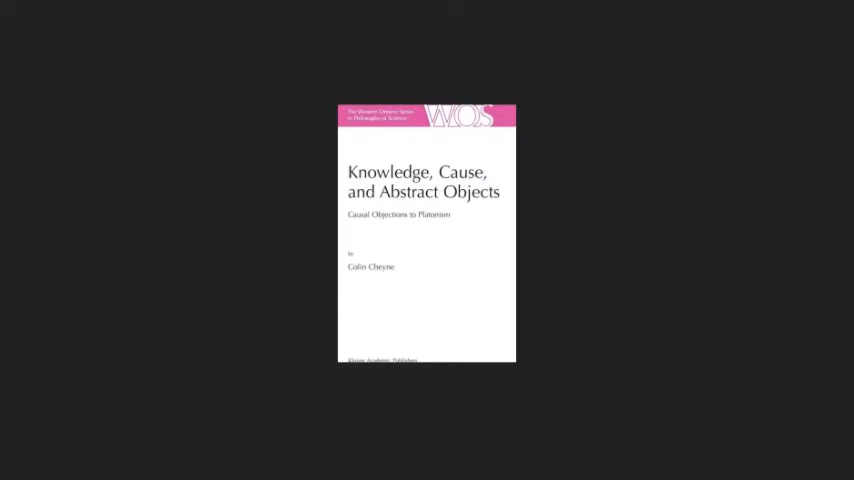 The Western Ontario Series
in Philosophy of Science
WOS
Knowledge, Cause,
and Abstract Objects
Causal Objections to Platonism
by
Colin Cheyne
Kluwer Academic Publishers